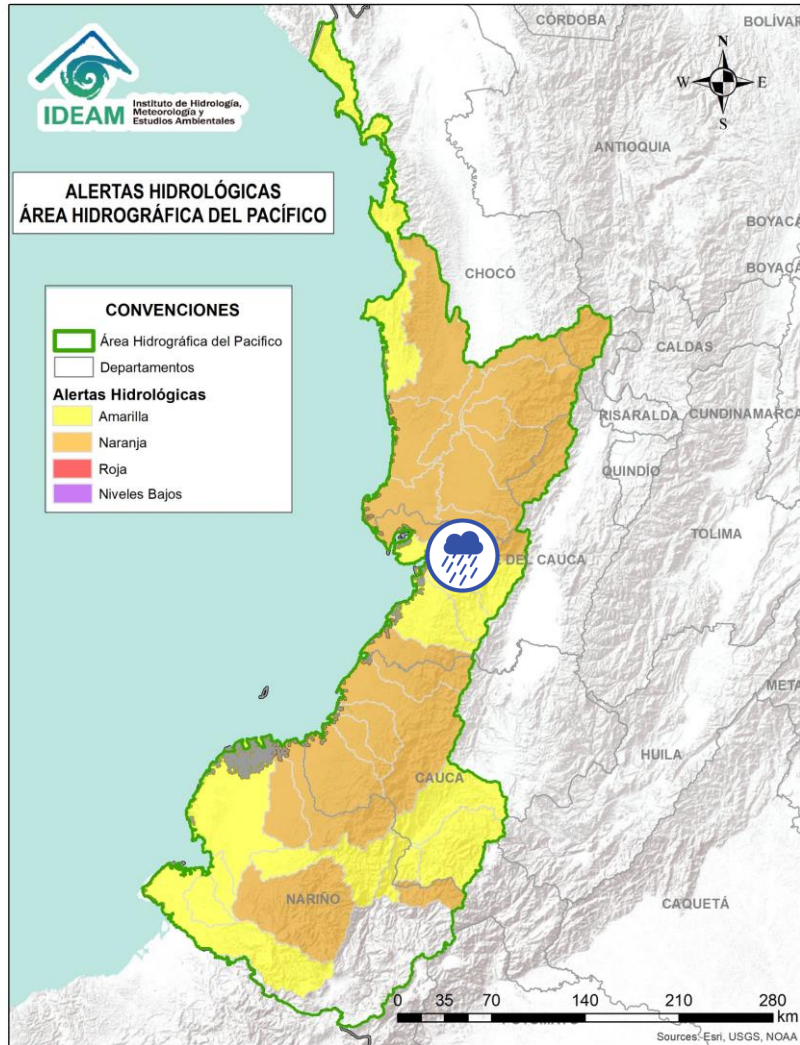 IDEAM
Instituto de Hidrología,
Meteorología y
Estudios Ambientales
ALERTAS HIDROLÓGICAS
ÁREA HIDROGRÁFICA DEL PACÍFICO
CONVENCIONES
Área Hidrográfica del Pacifico
Departamentos
Alertas Hidrológicas
Amarilla
Naranja
Roja
Niveles Bajos
N
W E
S
CÓRDOBA
BOLÍVAR
ANTIOQUIA
BOYACÁ
BOYACÁ
CHOCÓ
CALDAS
RISARALDA
CUNDINAMARCA
QUINDÍO
TOLIMA
DEL CAUCA
META
HUILA
CAUCA
NARIÑO
CAQUETÁ
0 35 70 140 210 280
km
Sources: Esri, USGS, NOAA